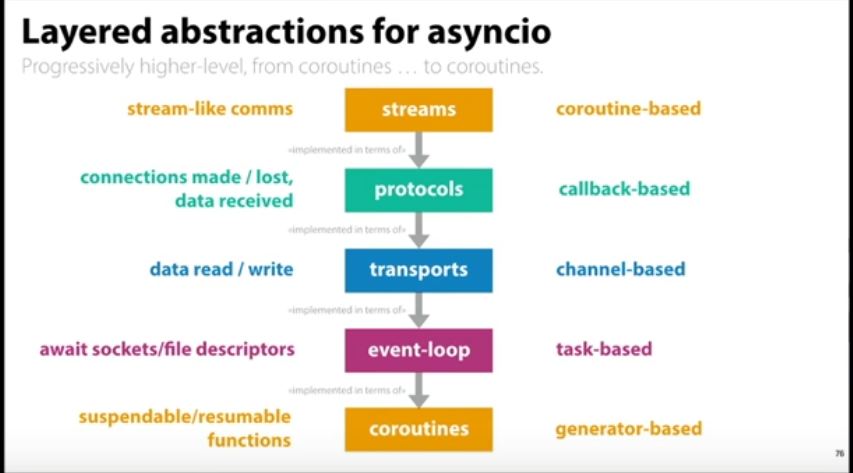 Layered abstractions for asyncio
Progressively higher-level, from coroutines … to coroutines.
stream-like comms
streams
coroutine-based
«implemented in terms of»
connections made / lost,
data received
protocols
callback-based
«implemented in terms of»
data read / write
transports
channel-based
«implemented in terms of»
await sockets/file descriptors
event-loop
task-based
«implemented in terms of»
suspendable/resumable
functions
coroutines
generator-based
76